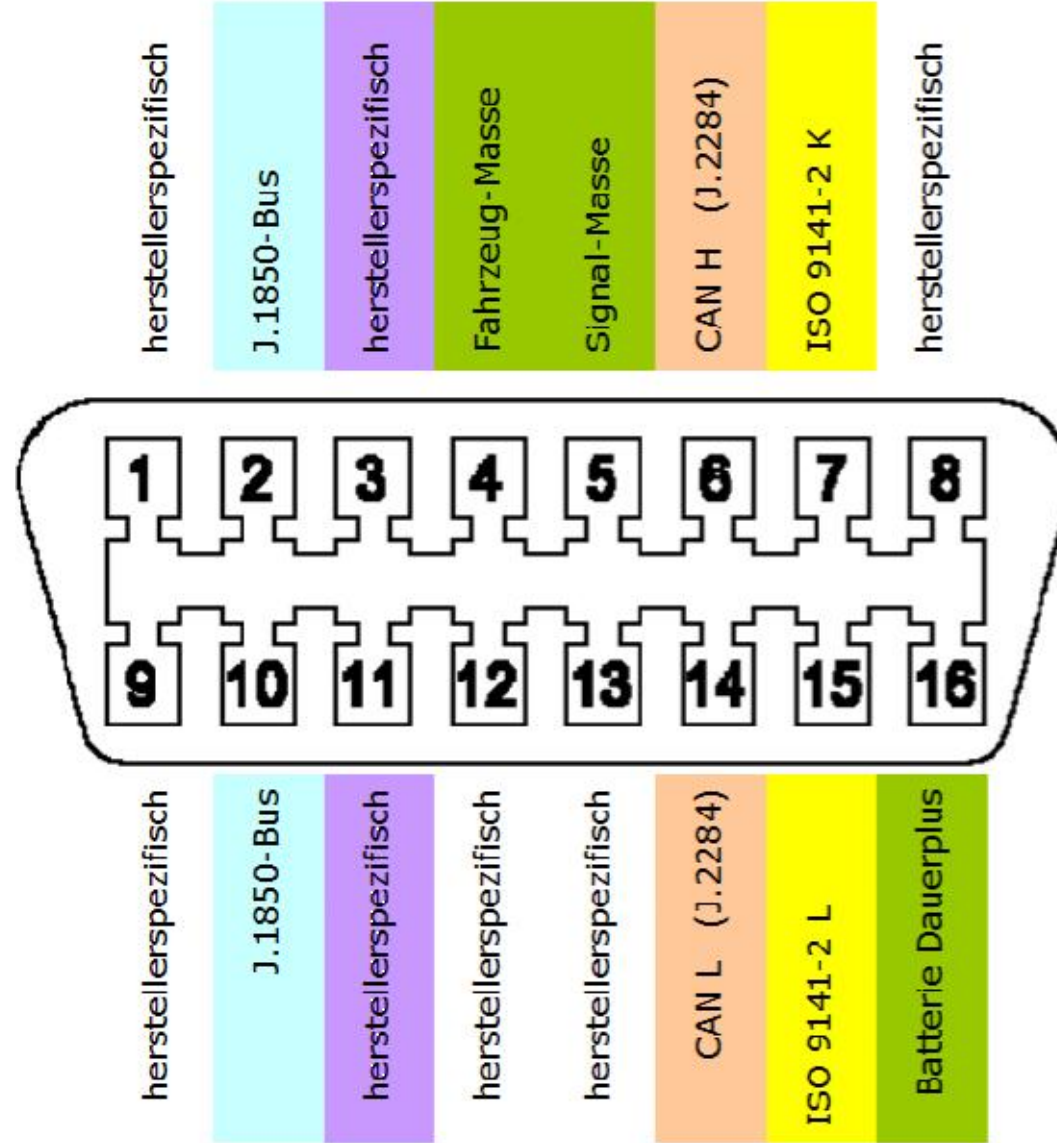 herstellerspezifisch
J.1850-Bus
herstellerspezifisch
Fahrzeug-Masse
Signal-Masse
CAN H (J.2284)
ISO 9141-2 K
herstellerspezifisch
1 2 3 4 5 6 7 8
9 10 11 12 13 14 15 16
herstellerspezifisch
J.1850-Bus
herstellerspezifisch
herstellerspezifisch
herstellerspezifisch
CAN L (J.2284)
ISO 9141-2 L
Batterie Dauerplus